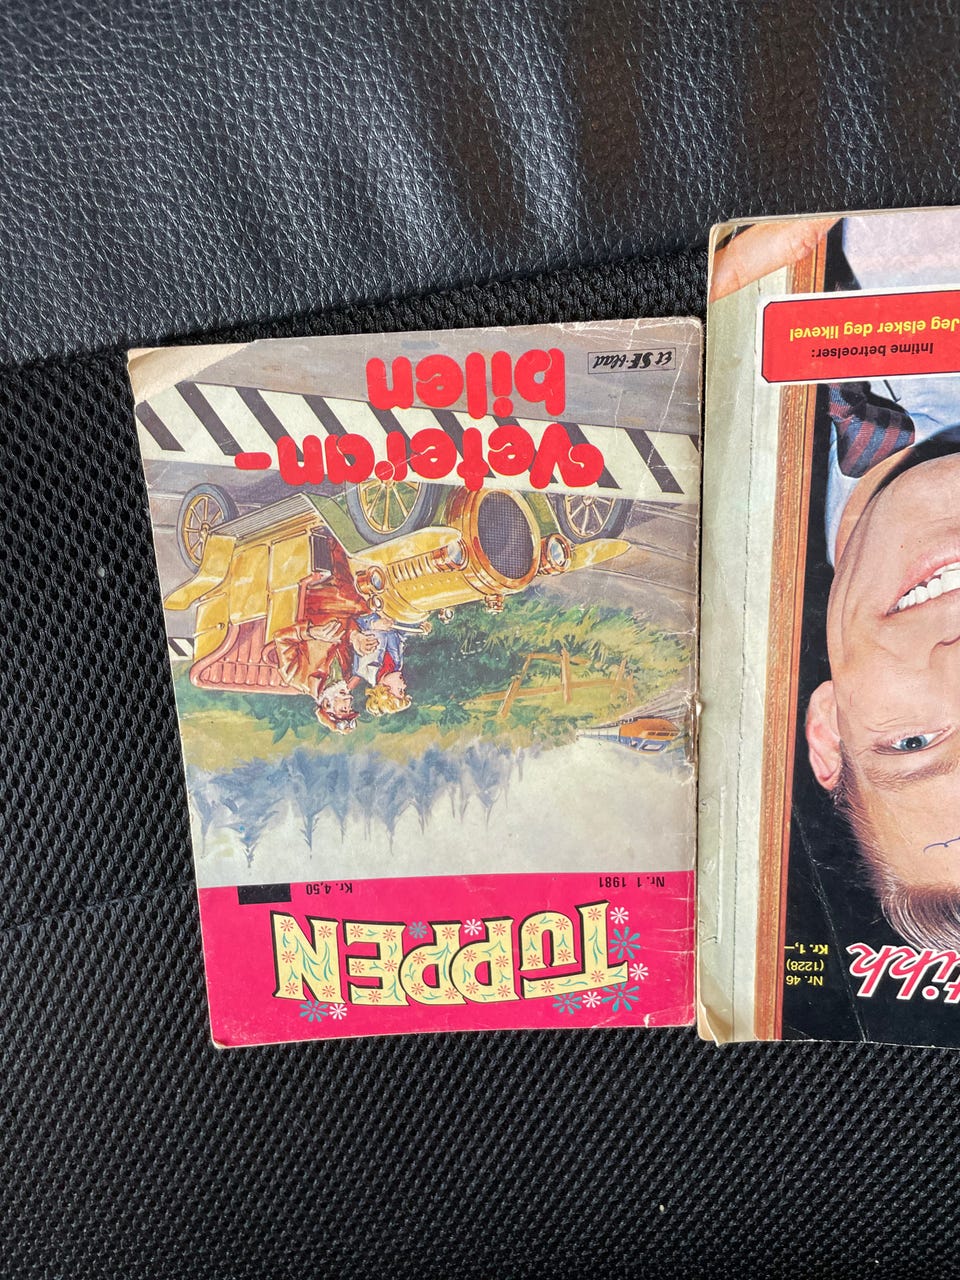 TUPPEN
Nr. 1 1981
Kr. 4,50
Veteran-
bilen
Et SE-blad
Nr. 46
(1228)
Kr. 1,–
Intime betroelser:
Jeg elsker deg likevel